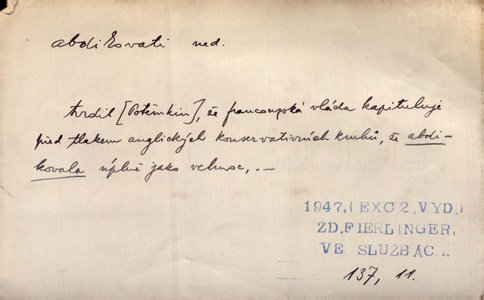 abdikovati ned.
tvrdil [Potěmkin], že francouzská vláda kapituluje
před tlakem anglických konservativních kruhů, že abdi-
kovala úplně jako velmoc, .—
1947. (EXC 2. VYD.)
ZD. FIERLINGER,
VE SLUŽBÁCH..
137, 11.